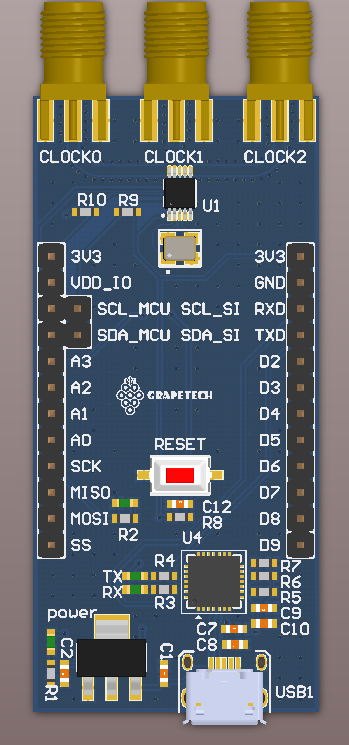 CLOCK0 CLOCK1 CLOCK2
R10 R9 U1
3V3 3V3
VDD_IO GND
SCL_MCU SCL_SI RXD
SDA_MCU SDA_SI TXD
A3 D2
A2 D3
GRAPETECH
A1 D4
A0 D5
RESET
SCK D6
MISO D7
C12
MOSI R8 D8
R2
U4
SS D9
R4 R7
TX R6
RX R5
R3
C9
power C10
C7
C8
C2 C1
R1 USB1